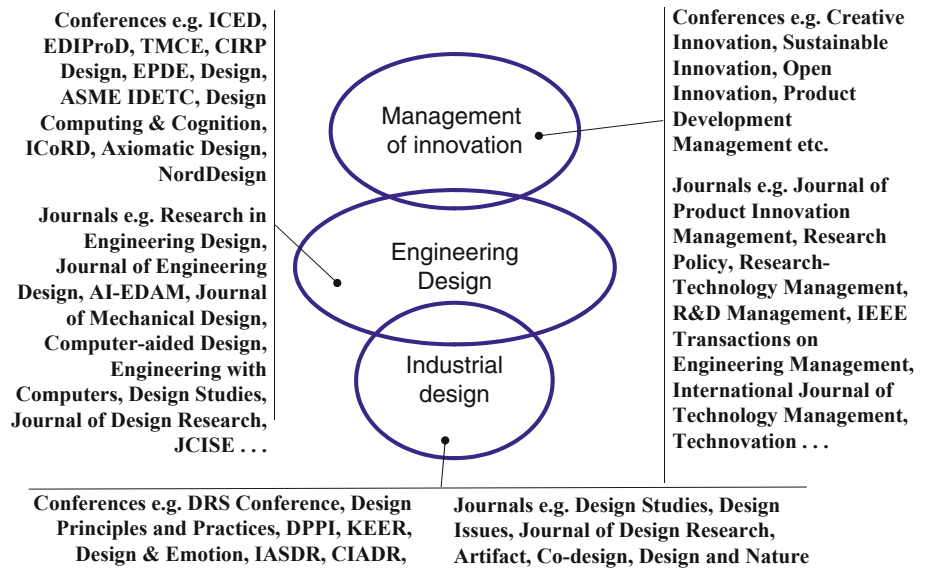 Conferences e.g. ICED,
EDIProD, TMCE, CIRP
Design, EPDE, Design,
ASME IDETC, Design
Computing & Cognition,
ICoRD, Axiomatic Design,
NordDesign
Journals e.g. Research in
Engineering Design,
Journal of Engineering
Design, AI-EDAM, Journal
of Mechanical Design,
Computer-aided Design,
Engineering with
Computers, Design Studies,
Journal of Design Research,
JCISE . . .
Management
of innovation
Engineering
Design
Industrial
design
Conferences e.g. Creative
Innovation, Sustainable
Innovation, Open
Innovation, Product
Development
Management etc.
Journals e.g. Journal of
Product Innovation
Management, Research
Policy, Research-
Technology Management,
R&D Management, IEEE
Transactions on
Engineering Management,
International Journal of
Technology Management,
Technovation . . .
Conferences e.g. DRS Conference, Design
Principles and Practices, DPPI, KEER,
Design & Emotion, IASDR, CIADR,
Journals e.g. Design Studies, Design
Issues, Journal of Design Research,
Artifact, Co-design, Design and Nature